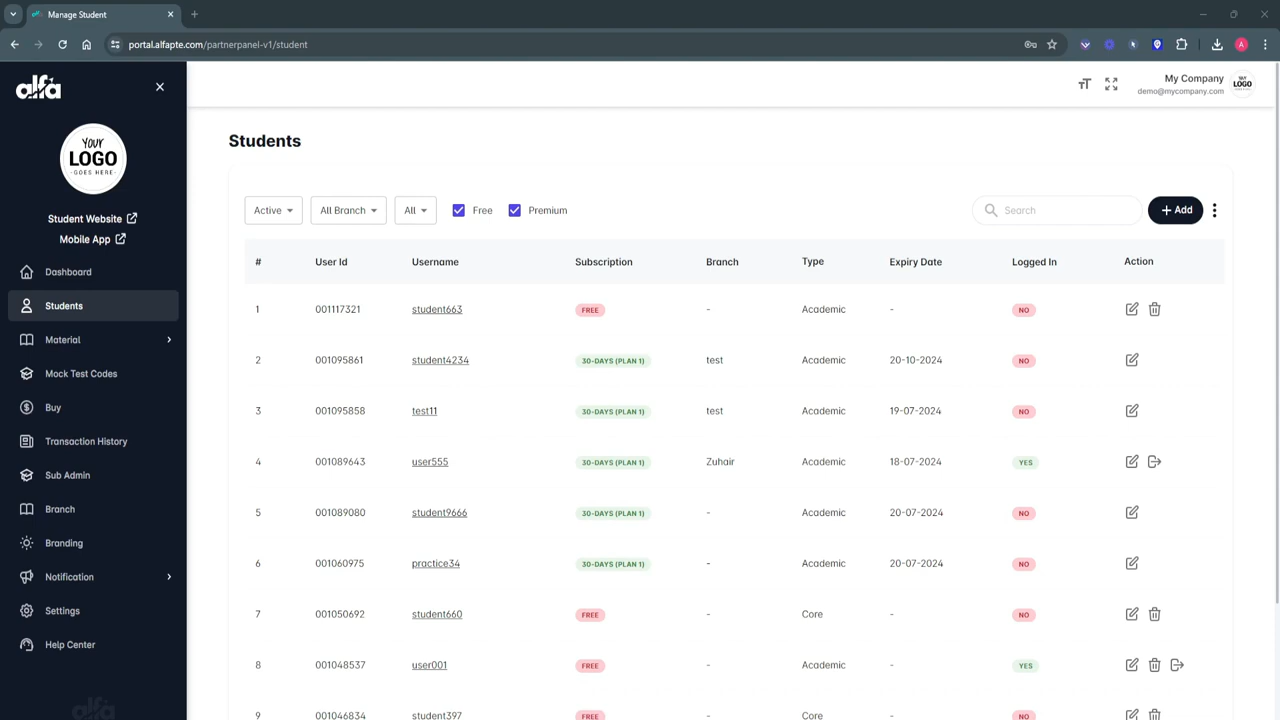 Manage Student
portal.alfapte.com/partnerpanel-v1/student
A
alfa
YOUR
LOGO
GOES HERE
Student Website
Mobile App
Dashboard
Students
Material
Mock Test Codes
Buy
Transaction History
Sub Admin
Branch
Branding
Notification
Settings
Help Center
alfa
TT
My Company
demo@mycompany.com
MY
LOGO
Students
Active All Branch All Free Premium Search + Add
# User Id Username Subscription Branch Type Expiry Date Logged In Action
1 001117321 student663 FREE - Academic - NO
2 001095861 student4234 30-DAYS (PLAN 1) test Academic 20-10-2024 NO
3 001095858 test11 30-DAYS (PLAN 1) test Academic 19-07-2024 NO
4 001089643 user555 30-DAYS (PLAN 1) Zuhair Academic 18-07-2024 YES
5 001089080 student9666 30-DAYS (PLAN 1) - Academic 20-07-2024 NO
6 001060975 practice34 30-DAYS (PLAN 1) - Academic 20-07-2024 NO
7 001050692 student660 FREE - Core - NO
8 001048537 user001 FREE - Academic - YES
9 001046834 student397 FREE - Core - NO